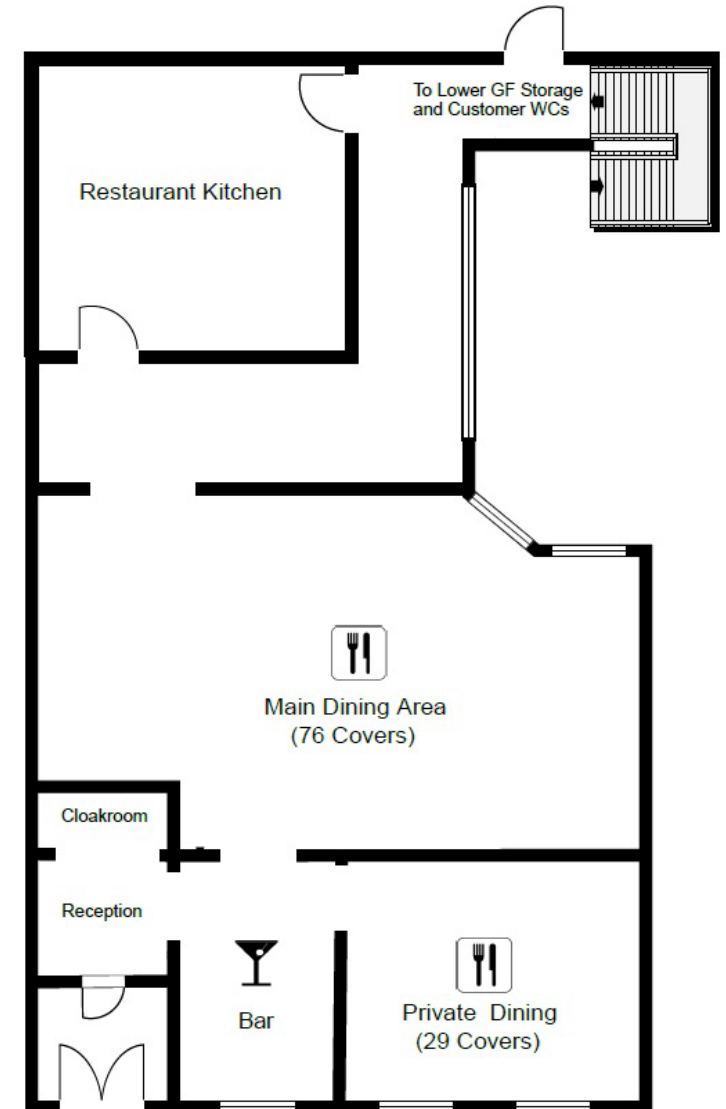 To Lower GF Storage
and Customer WCs
Restaurant Kitchen
Main Dining Area
(76 Covers)
Cloakroom
Reception
Bar
Private Dining
(29 Covers)